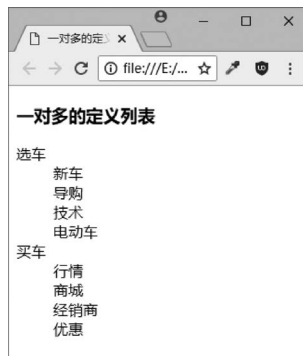 一对多的定
file:///E:/...
一对多的定义列表
选车
新车
导购
技术
电动车
买车
行情
商城
经销商
优惠